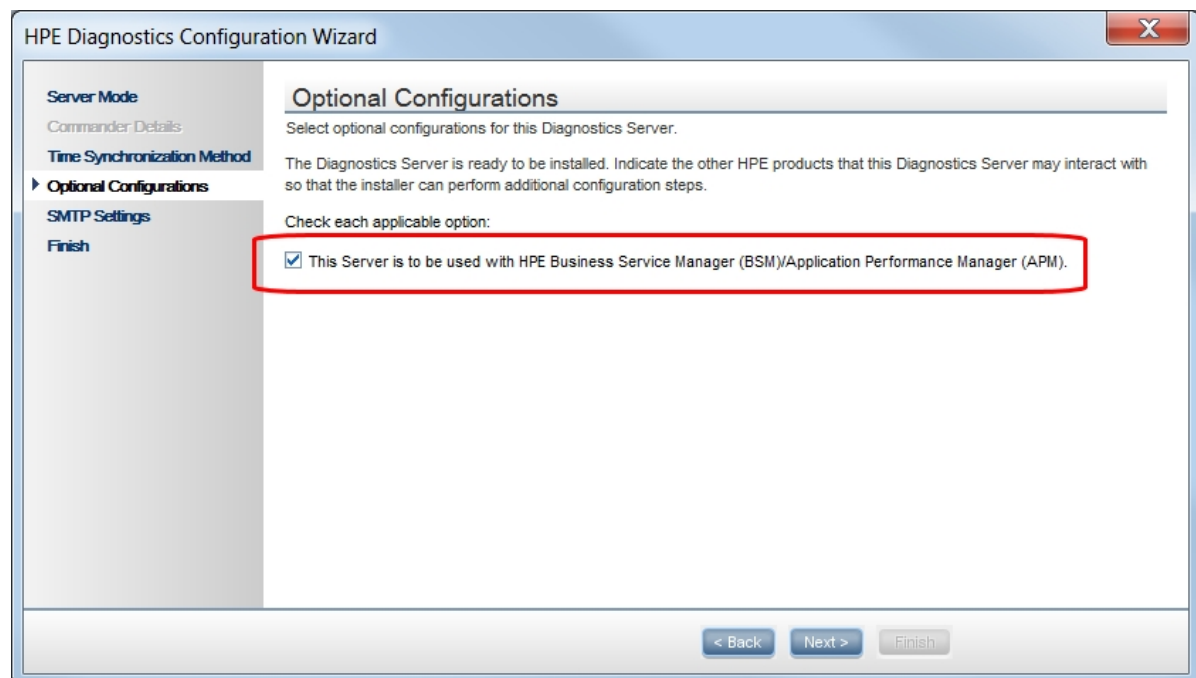 HPE Diagnostics Configuration Wizard
X
Server Mode
Commander Details
Time Synchronization Method
Optional Configurations
SMTP Settings
Finish
Optional Configurations
Select optional configurations for this Diagnostics Server.
The Diagnostics Server is ready to be installed. Indicate the other HPE products that this Diagnostics Server may interact with
so that the installer can perform additional configuration steps.
Check each applicable option:
This Server is to be used with HPE Business Service Manager (BSM)/Application Performance Manager (APM).
< Back
Next >
Finish